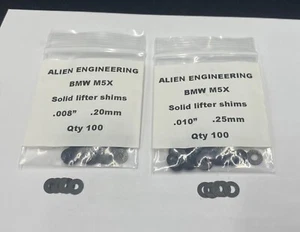 ALIEN ENGINEERING
BMW M5X
Solid lifter shims
.008" .20mm
Qty 100
ALIEN ENGINEERING
BMW M5X
Solid lifter shims
.010" .25mm
Qty 100